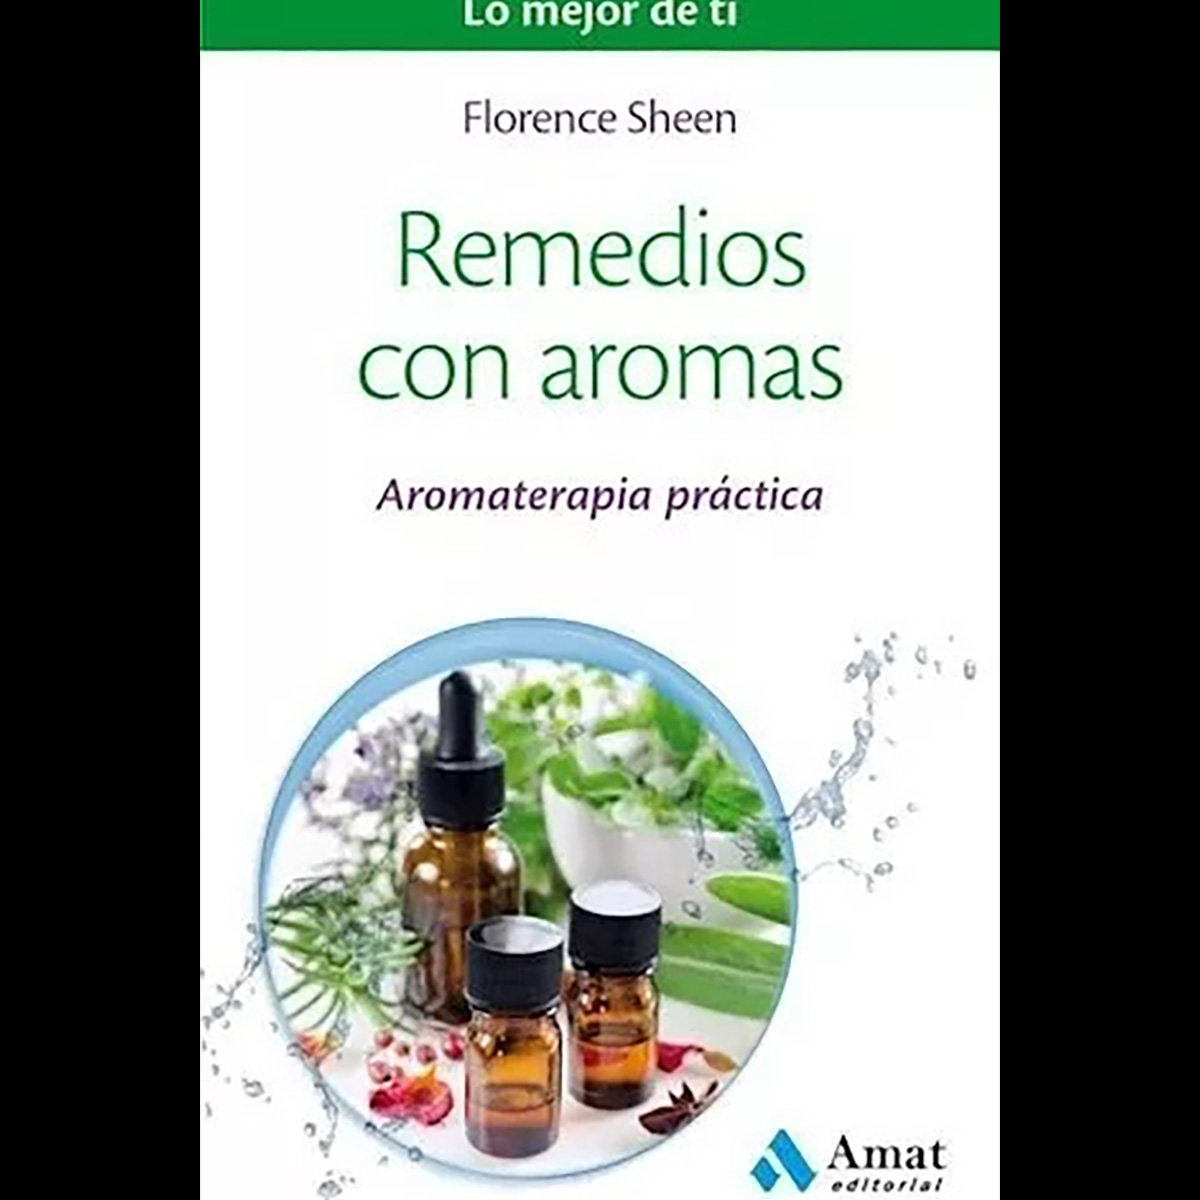 Lo mejor de ti
Florence Sheen
Remedios
con aromas
Aromaterapia práctica
Amat
editorial